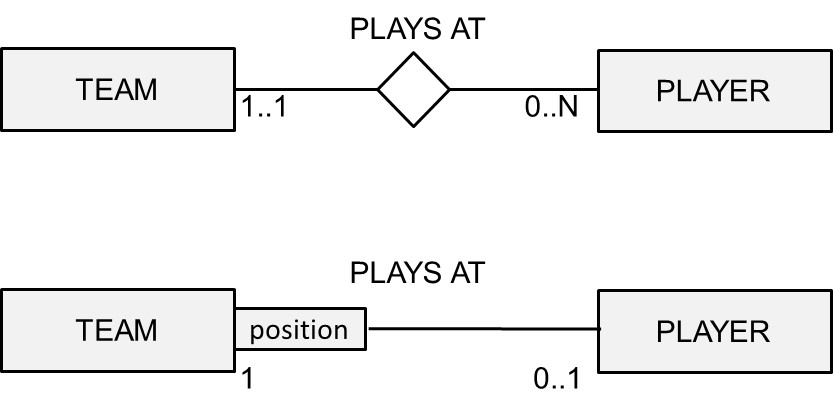 PLAYS AT
TEAM
PLAYER
1..1
0..N
PLAYS AT
TEAM
position
PLAYER
1
0..1